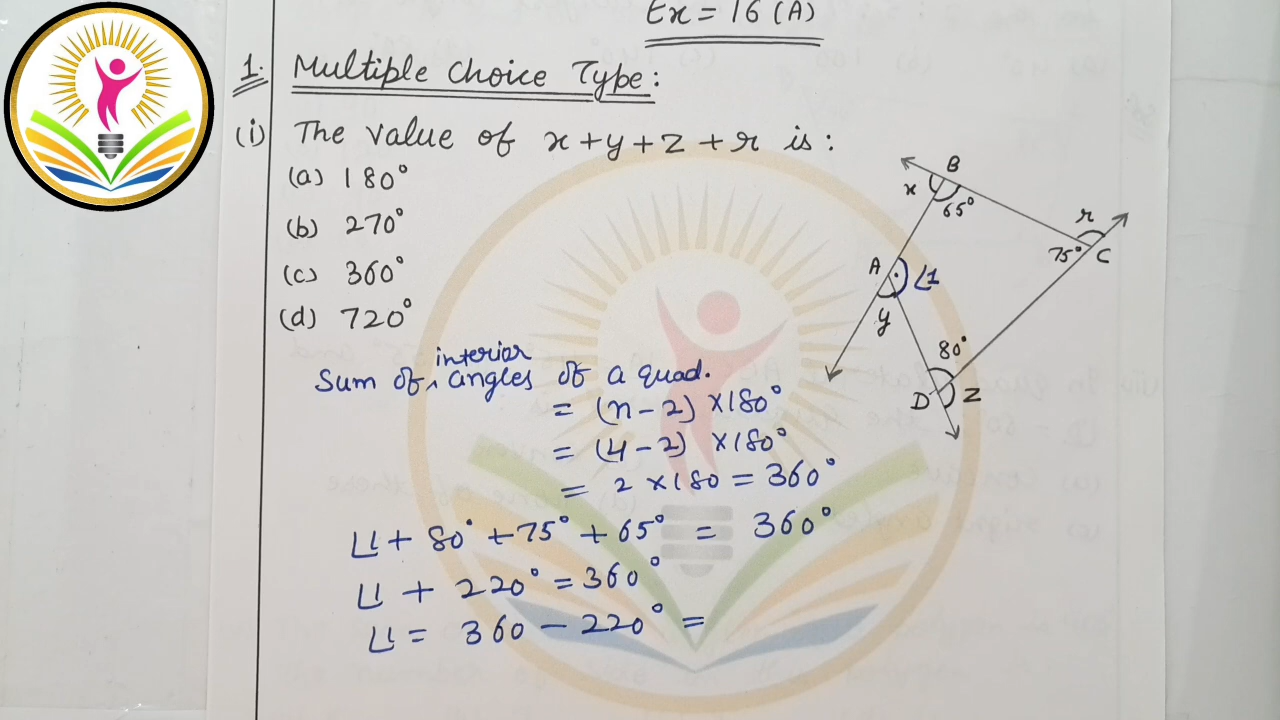 Ex = 16 (A)
1. Multiple Choice Type:
(i) The value of x+y+z+r is:
(a) 180°
(b) 270°
(c) 360°
(d) 720°
B
x
65°
r
75°
C
A
∠1
y
80°
D
z
Sum of interior angles of a quad.
= (n-2) ×180°
= (4-2) ×180°
= 2 ×180 = 360°
∠1 + 80° + 75° + 65° = 360°
∠1 + 220° = 360°
∠1 = 360 - 220° =